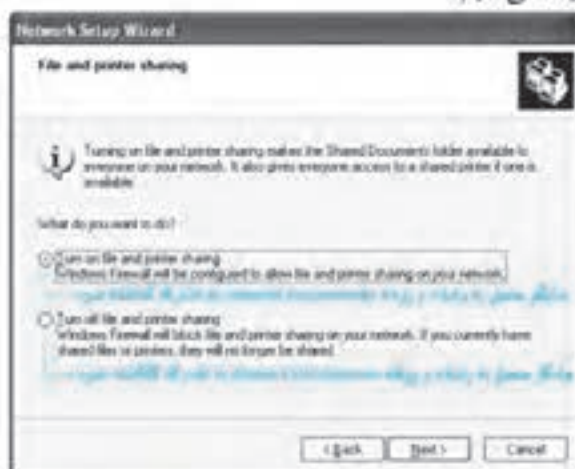 Network Setup Wizard
File and printer sharing
Turning on file and printer sharing makes the Shared Documents folder available to
everyone on your network. It also gives everyone access to a shared printer if one is
available.
What do you want to do?
Turn on file and printer sharing
Windows Firewall will be configured to allow file and printer sharing on your network.
Turn off file and printer sharing
Windows Firewall will block file and printer sharing on your network. If you currently have
shared files or printers, they will no longer be shared.
< Back
Next >
Cancel